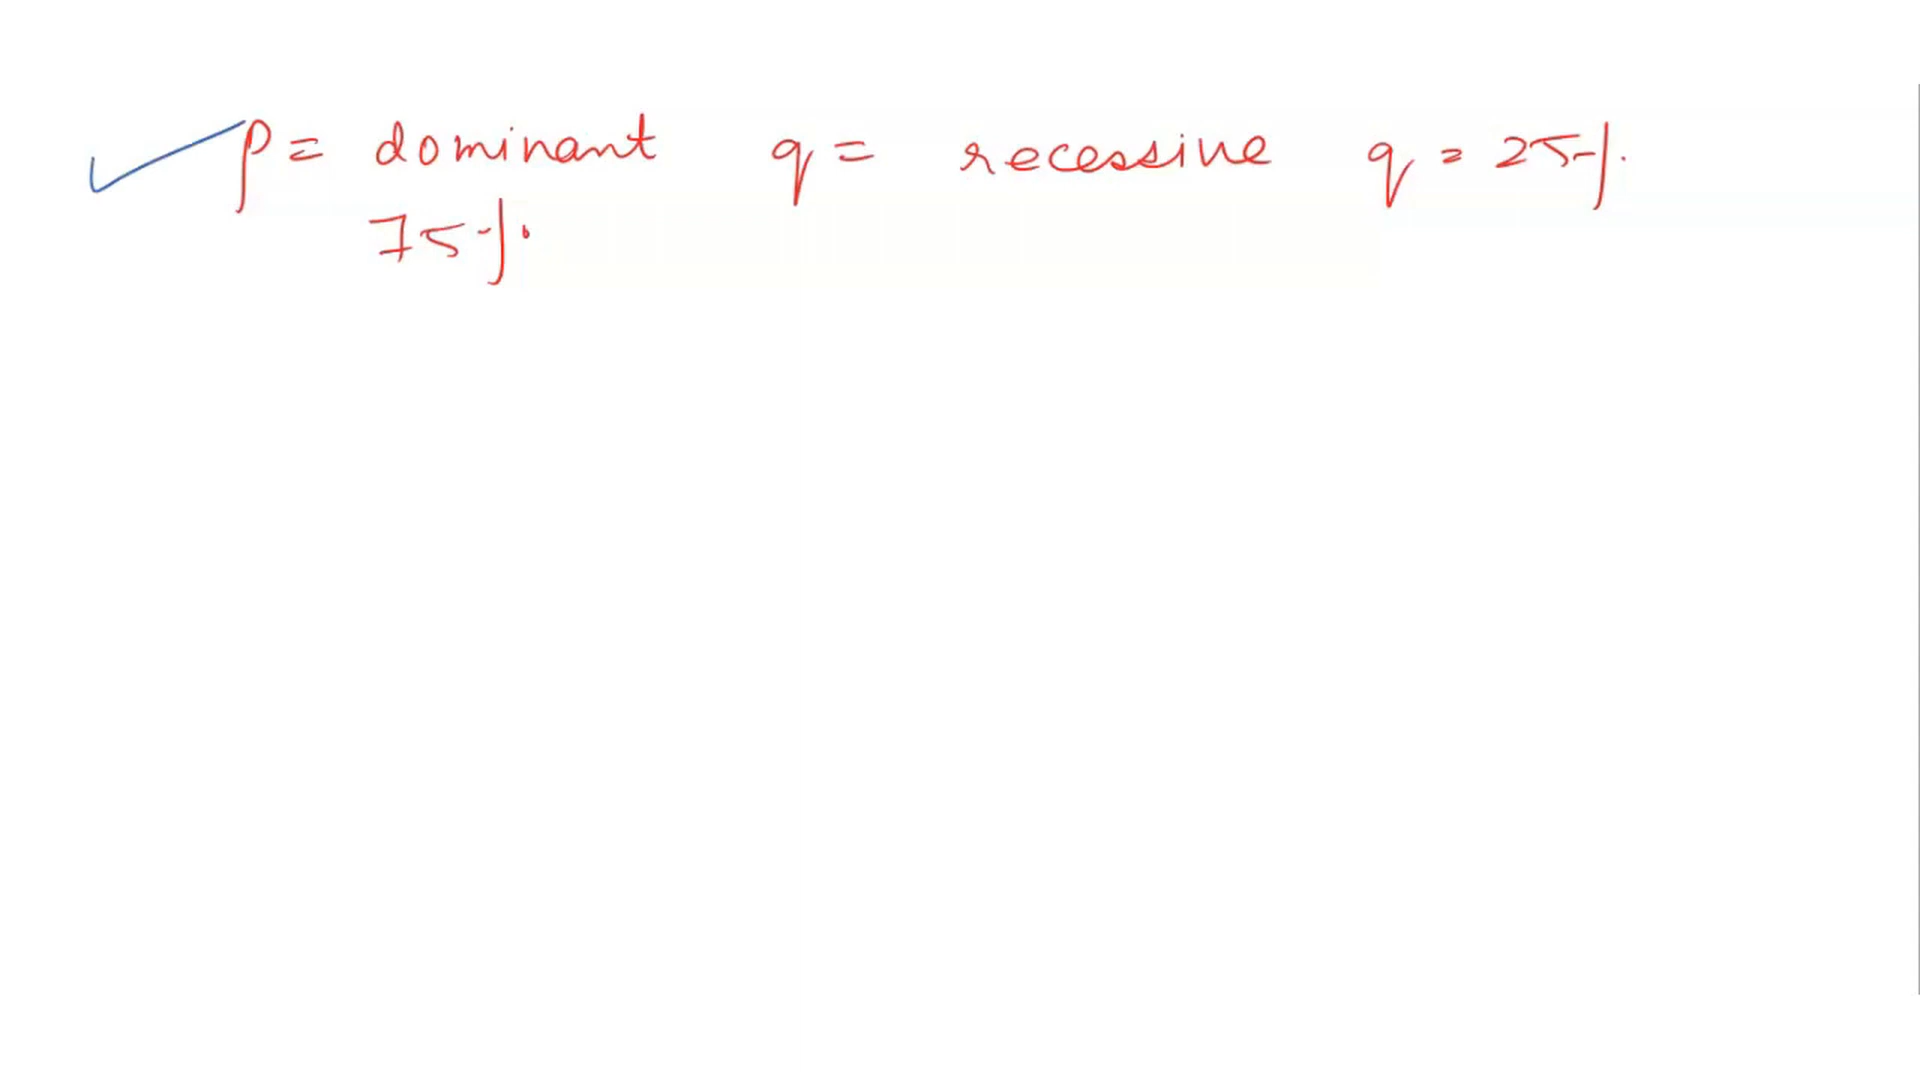 p = dominant q = recessive q = 25%
75%